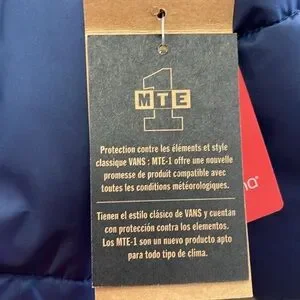 1
MTE
Protection contre les éléments et style
classique VANS : MTE-1 offre une nouvelle
promesse de produit compatible avec
toutes les conditions météorologiques.
Tienen el estilo clásico de VANS y cuentan
con protección contra los elementos.
Los MTE-1 son un nuevo producto apto
para todo tipo de clima.